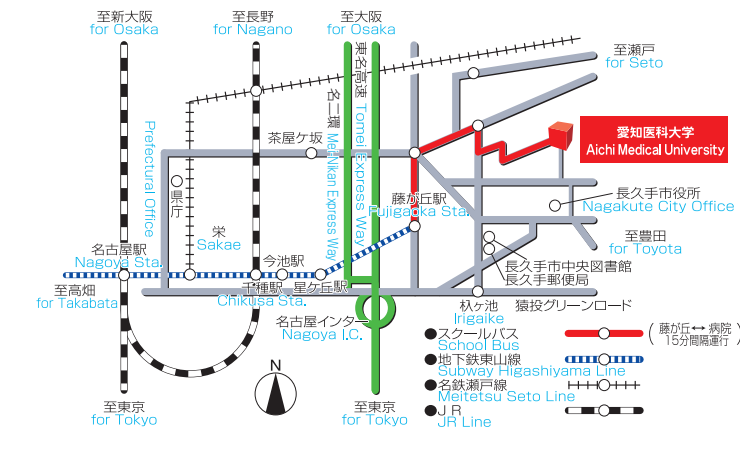 至新大阪
for Osaka
至長野
for Nagano
至大阪
for Osaka
至瀬戸
for Seto
東名高速 Tomei Express Way
名二環 MeiNikan Express Way
Prefectural Office
県庁
茶屋ケ坂
愛知医科大学
Aichi Medical University
藤が丘駅
Fujigaoka Sta.
長久手市役所
Nagakute City Office
栄
Sakae
名古屋駅
Nagoya Sta.
今池駅
至豊田
for Toyota
長久手市中央図書館
長久手郵便局
至高畑
for Takabata
千種駅
Chikusa Sta.
星ケ丘駅
杁ヶ池
Irigaike
猿投グリーンロード
名古屋インター
Nagoya I.C.
●スクールバス
School Bus
(藤が丘↔病院
15分間隔運行)
●地下鉄東山線
Subway Higashiyama Line
●名鉄瀬戸線
Meitetsu Seto Line
●JR
JR Line
N
至東京
for Tokyo
至東京
for Tokyo